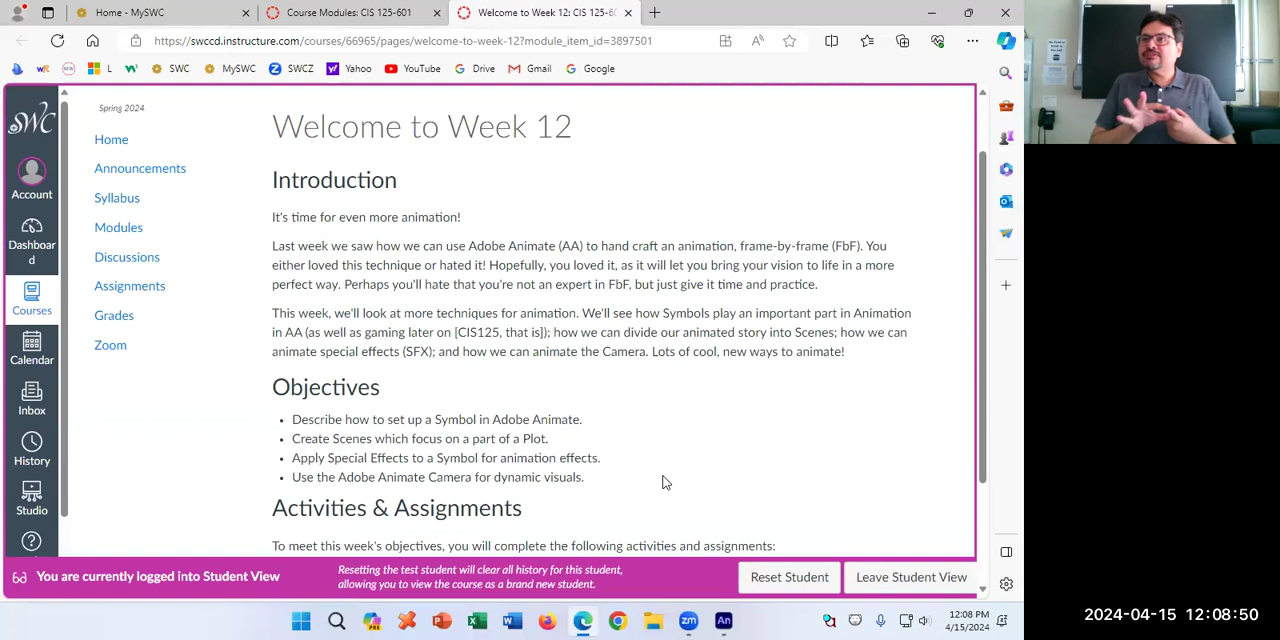 Home - MySWC
Course Modules: CIS 125-601
Welcome to Week 12: CIS 125-60
https://swccd.instructure.com/courses/66965/pages/welcome-to-week-12?module_item_id=3897501
L
SWC
MySWC
SWCZ
Yahoo
YouTube
Drive
Gmail
Google
SWC
Account
Dashboar
d
Courses
Calendar
Inbox
History
Studio
Spring 2024
Home
Announcements
Syllabus
Modules
Discussions
Assignments
Grades
Zoom
Welcome to Week 12
Introduction
It's time for even more animation!
Last week we saw how we can use Adobe Animate (AA) to hand craft an animation, frame-by-frame (FbF). You
either loved this technique or hated it! Hopefully, you loved it, as it will let you bring your vision to life in a more
perfect way. Perhaps you'll hate that you're not an expert in FbF, but just give it time and practice.
This week, we'll look at more techniques for animation. We'll see how Symbols play an important part in Animation
in AA (as well as gaming later on [CIS125, that is]); how we can divide our animated story into Scenes; how we can
animate special effects (SFX); and how we can animate the Camera. Lots of cool, new ways to animate!
Objectives
• Describe how to set up a Symbol in Adobe Animate.
• Create Scenes which focus on a part of a Plot.
• Apply Special Effects to a Symbol for animation effects.
• Use the Adobe Animate Camera for dynamic visuals.
Activities & Assignments
To meet this week's objectives, you will complete the following activities and assignments:
You are currently logged into Student View
Resetting the test student will clear all history for this student,
allowing you to view the course as a brand new student.
Reset Student
Leave Student View
zm
An
12:08 PM
4/15/2024
2024-04-15 12:08:50